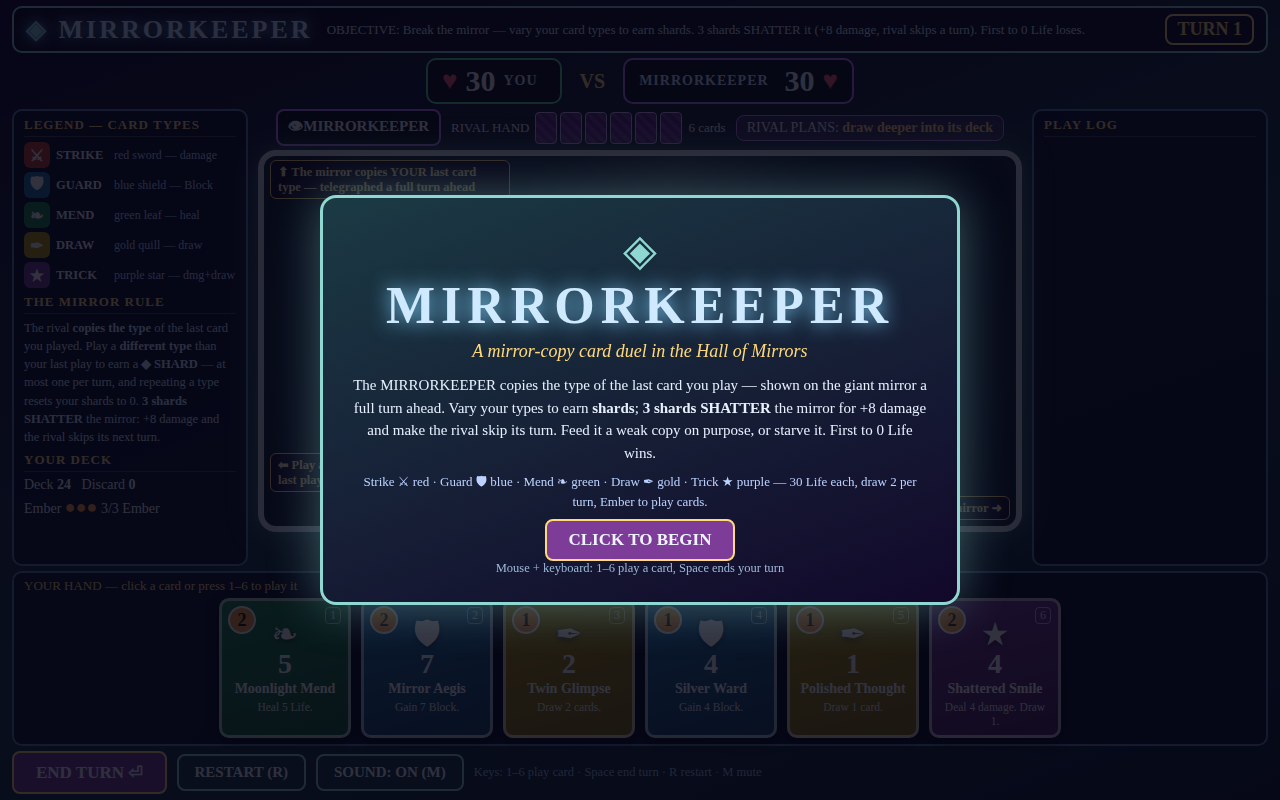 ◈ MIRRORKEEPER
OBJECTIVE: Break the mirror — vary your card types to earn shards. 3 shards SHATTER it (+8 damage, rival skips a turn). First to 0 Life loses.
TURN 1
♥ 30 YOU
VS
MIRRORKEEPER 30 ♥
LEGEND — CARD TYPES
STRIKE red sword — damage
GUARD blue shield — Block
MEND green leaf — heal
DRAW gold quill — draw
TRICK purple star — dmg+draw
THE MIRROR RULE
The rival copies the type of the last card
you played. Play a different type than
your last play to earn a ◆ SHARD — at
most one per turn, and repeating a type
resets your shards to 0. 3 shards
SHATTER the mirror: +8 damage and
the rival skips its next turn.
YOUR DECK
Deck 24 Discard 0
Ember 3/3 Ember
MIRRORKEEPER
RIVAL HAND
6 cards
RIVAL PLANS: draw deeper into its deck
⬆ The mirror copies YOUR last card
type — telegraphed a full turn ahead
⬅ Play
last play
mirror ➜
PLAY LOG
◈
MIRRORKEEPER
A mirror-copy card duel in the Hall of Mirrors
The MIRRORKEEPER copies the type of the last card you play — shown on the giant mirror a
full turn ahead. Vary your types to earn shards; 3 shards SHATTER the mirror for +8 damage
and make the rival skip its turn. Feed it a weak copy on purpose, or starve it. First to 0 Life
wins.
Strike ⚔ red · Guard 🛡 blue · Mend ❧ green · Draw ✒ gold · Trick ★ purple — 30 Life each, draw 2 per
turn, Ember to play cards.
CLICK TO BEGIN
Mouse + keyboard: 1–6 play a card, Space ends your turn
YOUR HAND — click a card or press 1–6 to play it
2 1
5
Moonlight Mend
Heal 5 Life.
2 2
7
Mirror Aegis
Gain 7 Block.
1 3
2
Twin Glimpse
Draw 2 cards.
1 4
4
Silver Ward
Gain 4 Block.
1 5
1
Polished Thought
Draw 1 card.
2 6
4
Shattered Smile
Deal 4 damage. Draw
1.
END TURN ⏎
RESTART (R)
SOUND: ON (M)
Keys: 1–6 play card · Space end turn · R restart · M mute